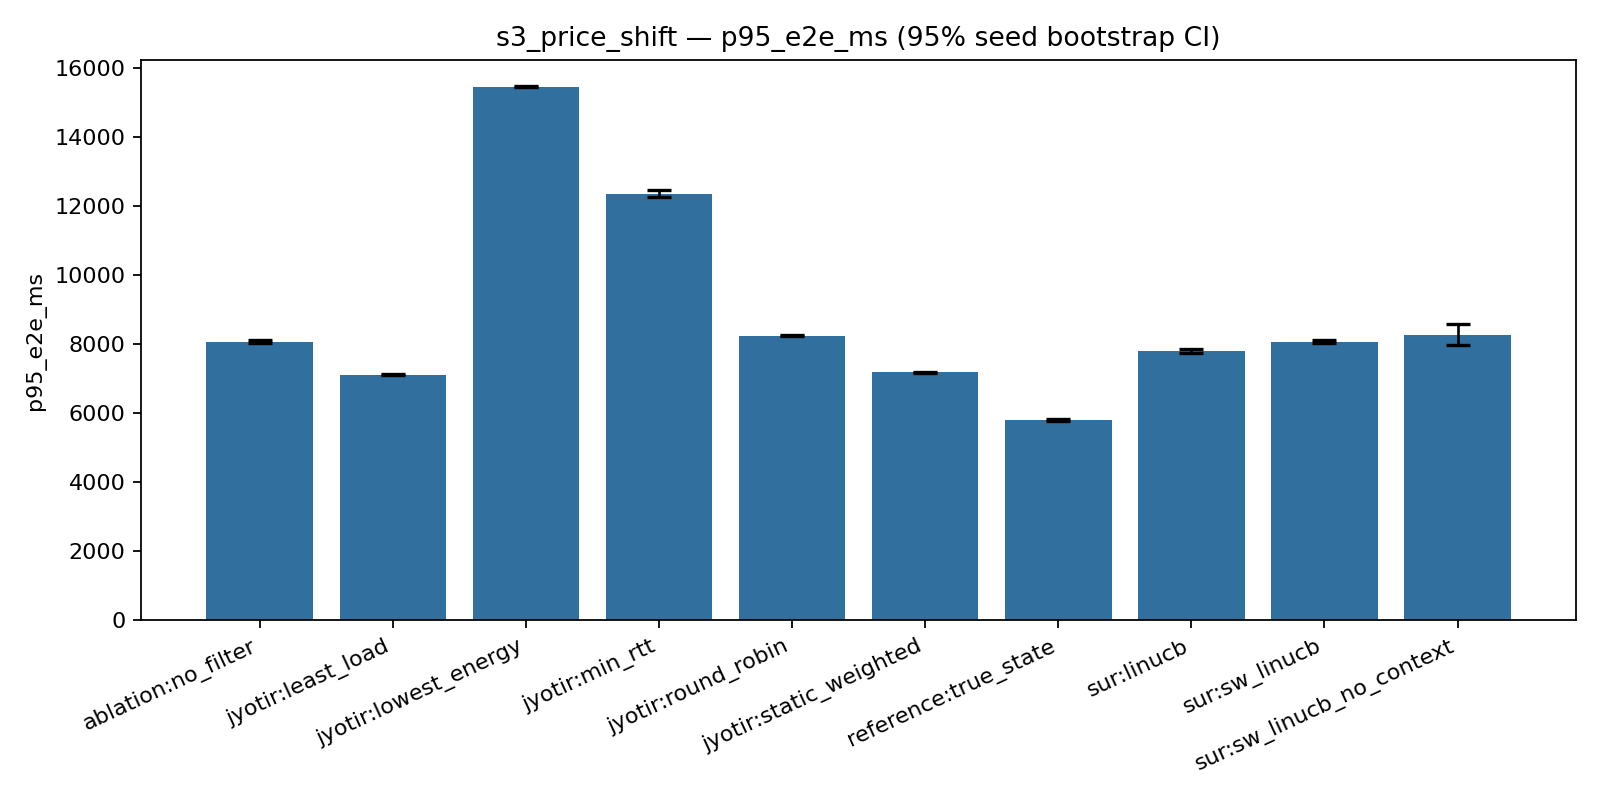 s3_price_shift — p95_e2e_ms (95% seed bootstrap CI)
p95_e2e_ms
16000
14000
12000
10000
8000
6000
4000
2000
0
ablation:no_filter
jyotir:least_load
jyotir:lowest_energy
jyotir:min_rtt
jyotir:round_robin
jyotir:static_weighted
reference:true_state
sur:linucb
sur:sw_linucb
sur:sw_linucb_no_context